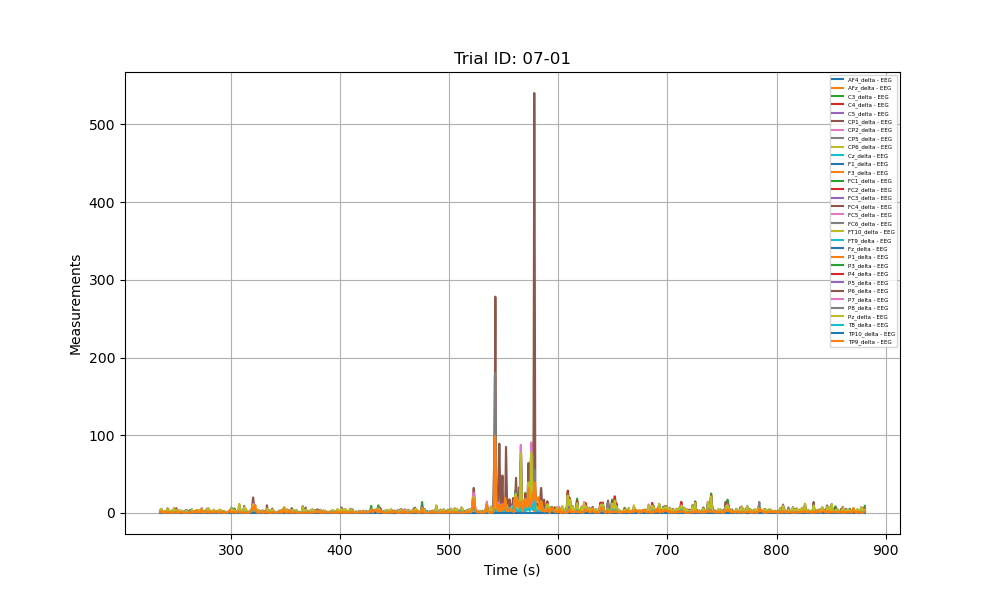 Trial ID: 07-01
Measurements
500
400
300
200
100
0
300
400
500
600
700
800
900
Time (s)
AF4_delta - EEG
AFz_delta - EEG
C3_delta - EEG
C4_delta - EEG
C5_delta - EEG
CP1_delta - EEG
CP2_delta - EEG
CP5_delta - EEG
CP6_delta - EEG
Cz_delta - EEG
F1_delta - EEG
F3_delta - EEG
FC1_delta - EEG
FC2_delta - EEG
FC3_delta - EEG
FC4_delta - EEG
FC5_delta - EEG
FC6_delta - EEG
FT10_delta - EEG
FT9_delta - EEG
Fz_delta - EEG
P1_delta - EEG
P3_delta - EEG
P4_delta - EEG
P5_delta - EEG
P6_delta - EEG
P7_delta - EEG
P8_delta - EEG
Pz_delta - EEG
T8_delta - EEG
TP10_delta - EEG
TP9_delta - EEG